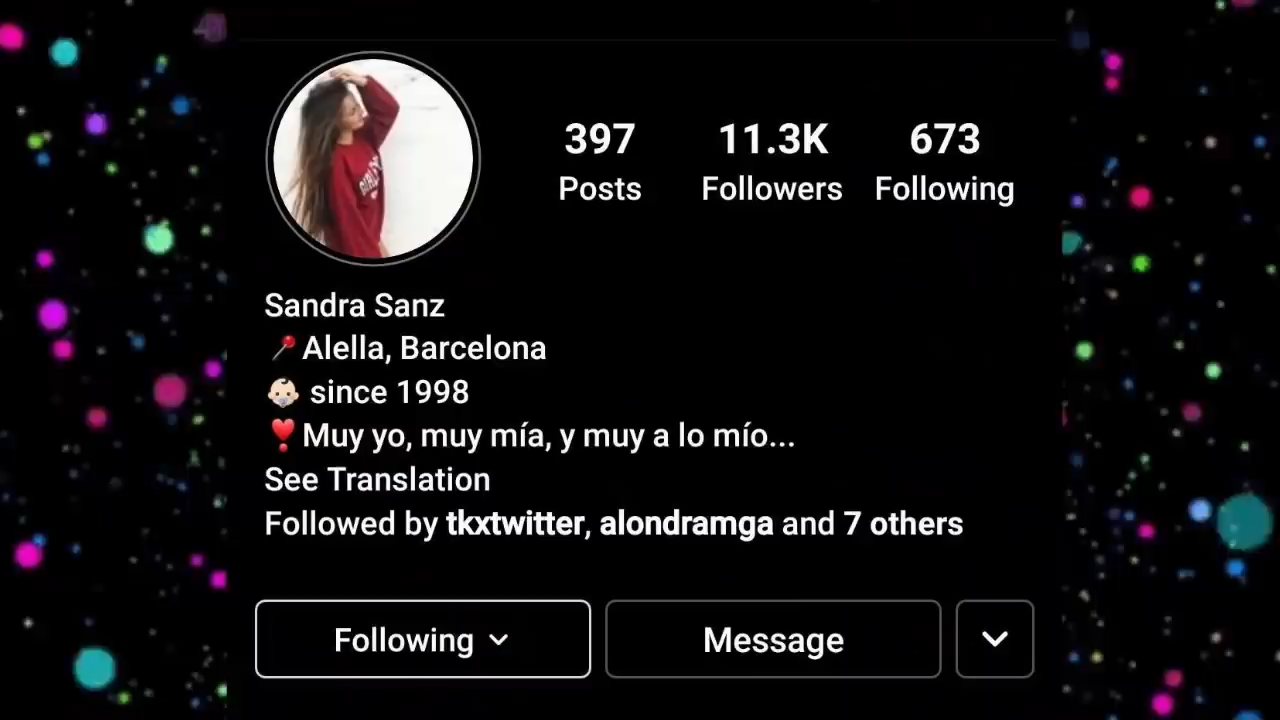 397 11.3K 673
Posts Followers Following
Sandra Sanz
Alella, Barcelona
since 1998
Muy yo, muy mía, y muy a lo mío...
See Translation
Followed by tkxtwitter, alondramga and 7 others
Following Message